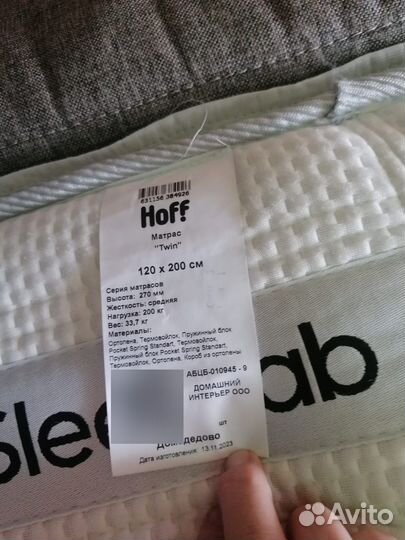 631156 384926
Hoff
Матрас
"Twin"
120 x 200 см
Серия матрасов
Высота: 270 мм
Жесткость: средняя
Нагрузка: 200 кг
Вес: 33,7 кг
Материалы:
Ортопена, Термовойлок, Пружинный блок
Pocket Spring Standart, Термовойлок,
Пружинный блок Pocket Spring Standart,
Термовойлок, Ортопена, Короб из ортопены
АБЦБ-010945 - 9
ДОМАШНИЙ
ИНТЕРЬЕР ООО
шт
Домодедово
Дата изготовления: 13.11.2023
Slee
ab
Avito